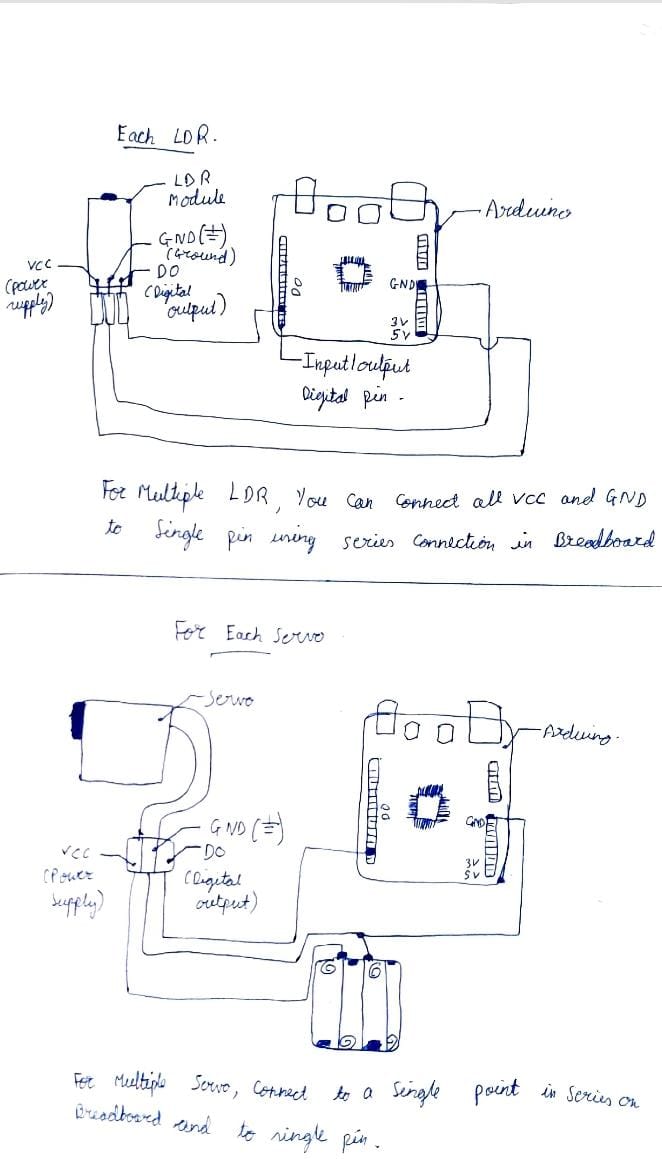 Each LDR.
LDR
Module
GND(⏚)
(Ground)
VCC
(power
supply)
DO
(Digital
output)
Arduino
DO
GND
3V
5V
Input/output
Digital pin.
For Multiple LDR, You can connect all VCC and GND
to single pin using series connection in Breadboard
For Each Servo
Servo
Arduino.
GND (⏚)
VCC
(Power
supply)
DO
(Digital
output)
DO
GND
3V
5V
For Multiple Servo, connect to a single point in series on
Breadboard and to single pin.